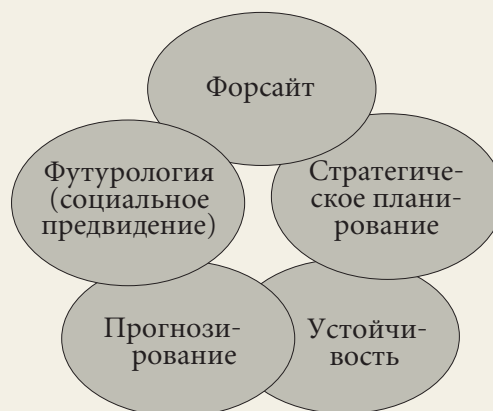 Форсайт
Футурология
(социальное
предвидение)
Стратегиче-
ское плани-
рование
Прогнози-
рование
Устойчи-
вость